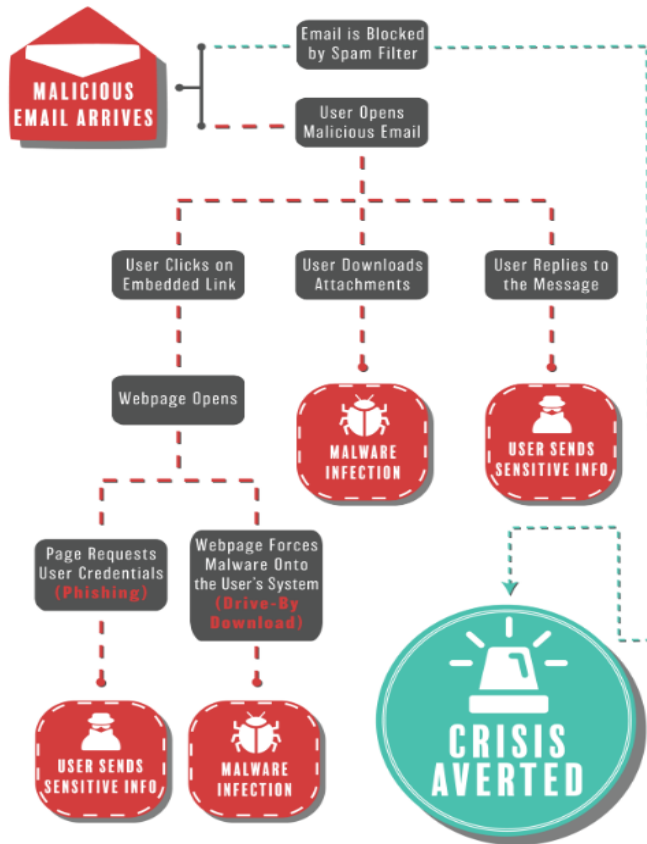 MALICIOUS
EMAIL ARRIVES
Email is Blocked
by Spam Filter
User Opens
Malicious Email
User Clicks on
Embedded Link
User Downloads
Attachments
User Replies to
the Message
Webpage Opens
MALWARE
INFECTION
USER SENDS
SENSITIVE INFO
Page Requests
User Credentials
(Phishing)
Webpage Forces
Malware Onto
the User's System
(Drive-By
Download)
USER SENDS
SENSITIVE INFO
MALWARE
INFECTION
CRISIS
AVERTED